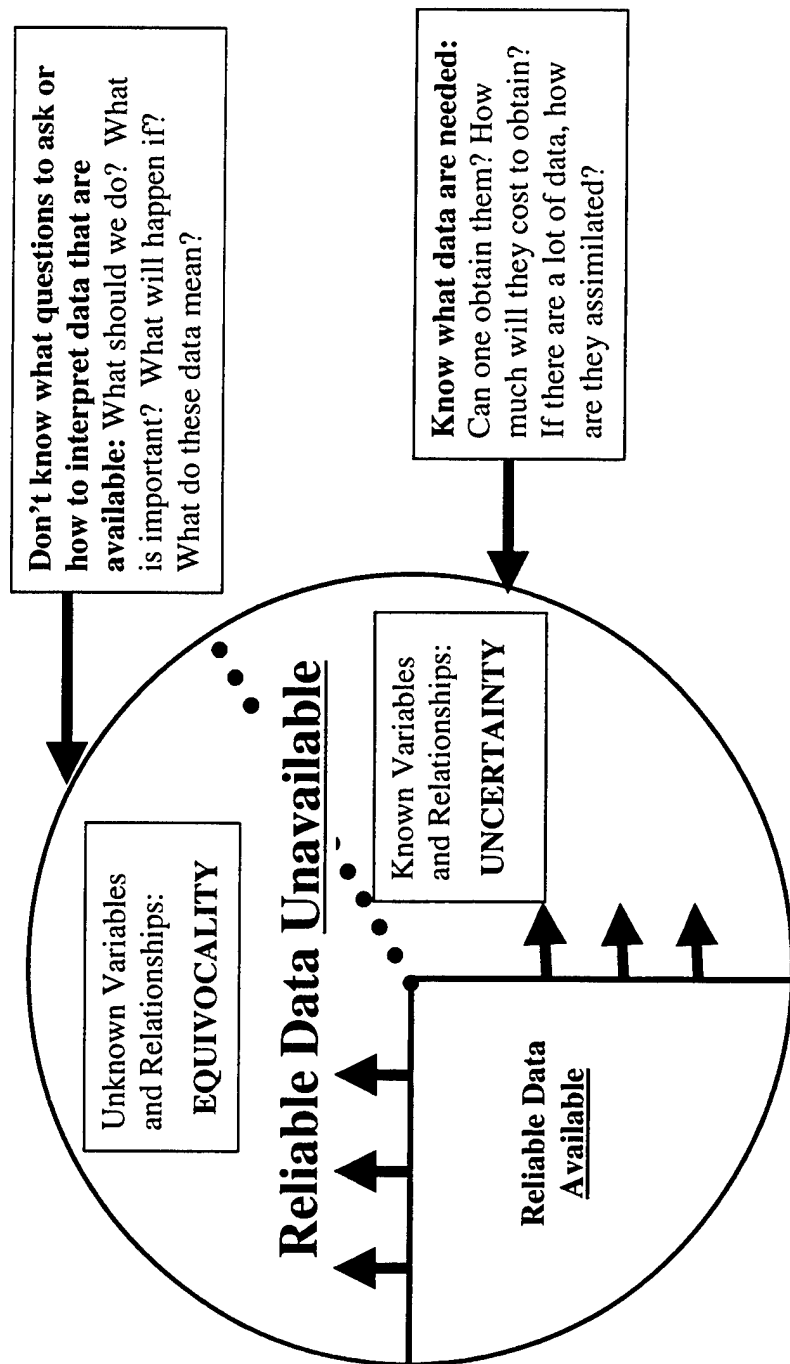 Don't know what questions to ask or
how to interpret data that are
available: What should we do? What
is important? What will happen if?
What do these data mean?
Know what data are needed:
Can one obtain them? How
much will they cost to obtain?
If there are a lot of data, how
are they assimilated?
Unknown Variables
and Relationships:
EQUIVOCALITY
Reliable Data Unavailable
Known Variables
and Relationships:
UNCERTAINTY
Reliable Data
Available